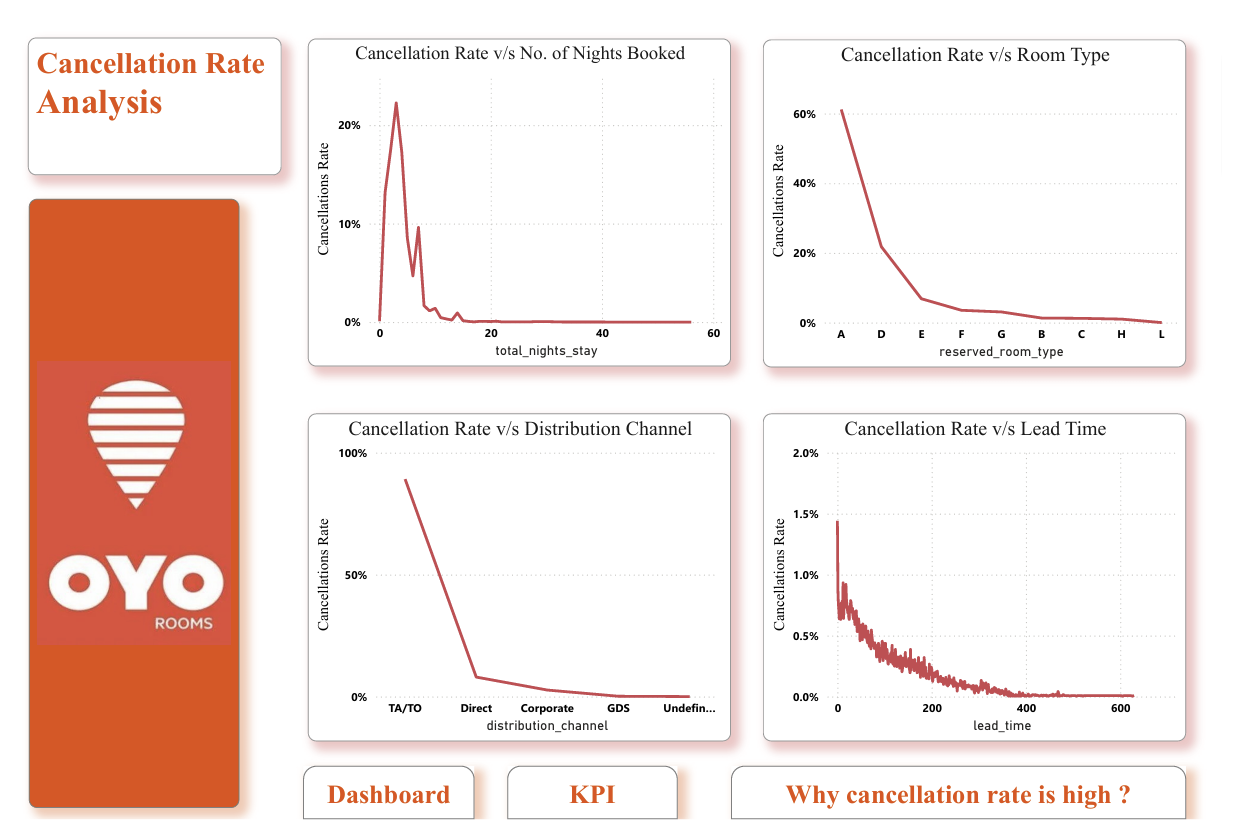 Cancellation Rate
Analysis
OYO
ROOMS
Cancellation Rate v/s No. of Nights Booked
Cancellations Rate
20%
10%
0%
0 20 40 60
total_nights_stay
Cancellation Rate v/s Room Type
Cancellations Rate
60%
40%
20%
0%
A D E F G B C H L
reserved_room_type
Cancellation Rate v/s Distribution Channel
Cancellations Rate
100%
50%
0%
TA/TO Direct Corporate GDS Undefin...
distribution_channel
Cancellation Rate v/s Lead Time
Cancellations Rate
2.0%
1.5%
1.0%
0.5%
0.0%
0 200 400 600
lead_time
Dashboard
KPI
Why cancellation rate is high ?